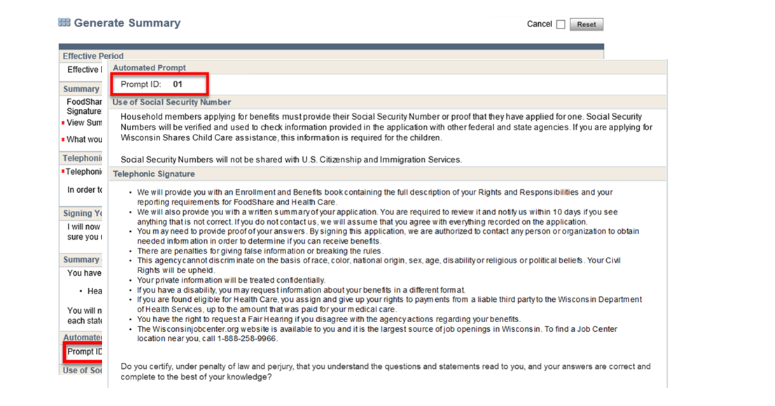 Generate Summary
Cancel
Reset
Effective Period
Effective
Automated Prompt
Prompt ID: 01
Summary
Use of Social Security Number
FoodShar
Household members applying for benefits must provide their Social Security Number or proof that they have applied for one. Social Security
Signature
Numbers will be verified and used to check information provided in the application with other federal and state agencies. If you are applying for
View Sum
Wisconsin Shares Child Care assistance, this information is required for the children.
What wou
Social Security Numbers will not be shared with U.S. Citizenship and Immigration Services.
Telephoni
Telephonic Signature
Telephoni
In order to
• We will provide you with an Enrollment and Benefits book containing the full description of your Rights and Responsibilities and your
reporting requirements for FoodShare and Health Care.
• We will also provide you with a written summary of your application. You are required to review it and notify us within 10 days if you see
anything that is not correct. If you do not contact us, we will assume that you agree with everything recorded on the application.
Signing Yo
I will now
sure you
• You may need to provide proof of your answers. By signing this application, we are authorized to contact any person or organization to obtain
needed information in order to determine if you can receive benefits.
• There are penalties for giving false information or breaking the rules.
Summary
• This agency cannot discriminate on the basis of race, color, national origin, sex, age, disability or religious or political beliefs. Your Civil
Rights will be upheld.
You have
• Your private information will be treated confidentially.
• Hea
• If you have a disability, you may request information about your benefits in a different format.
• If you are found eligible for Health Care, you assign and give up your rights to payments from a liable third party to the Wisconsin Department
of Health Services, up to the amount that was paid for your medical care.
You will n
each state
• You have the right to request a Fair Hearing if you disagree with the agency actions regarding your benefits.
• The Wisconsinjobcenter.org website is available to you and it is the largest source of job openings in Wisconsin. To find a Job Center
location near you, call 1-888-258-9966.
Automated
Prompt ID
Use of Soc
Do you certify, under penalty of law and perjury, that you understand the questions and statements read to you, and your answers are correct and
complete to the best of your knowledge?